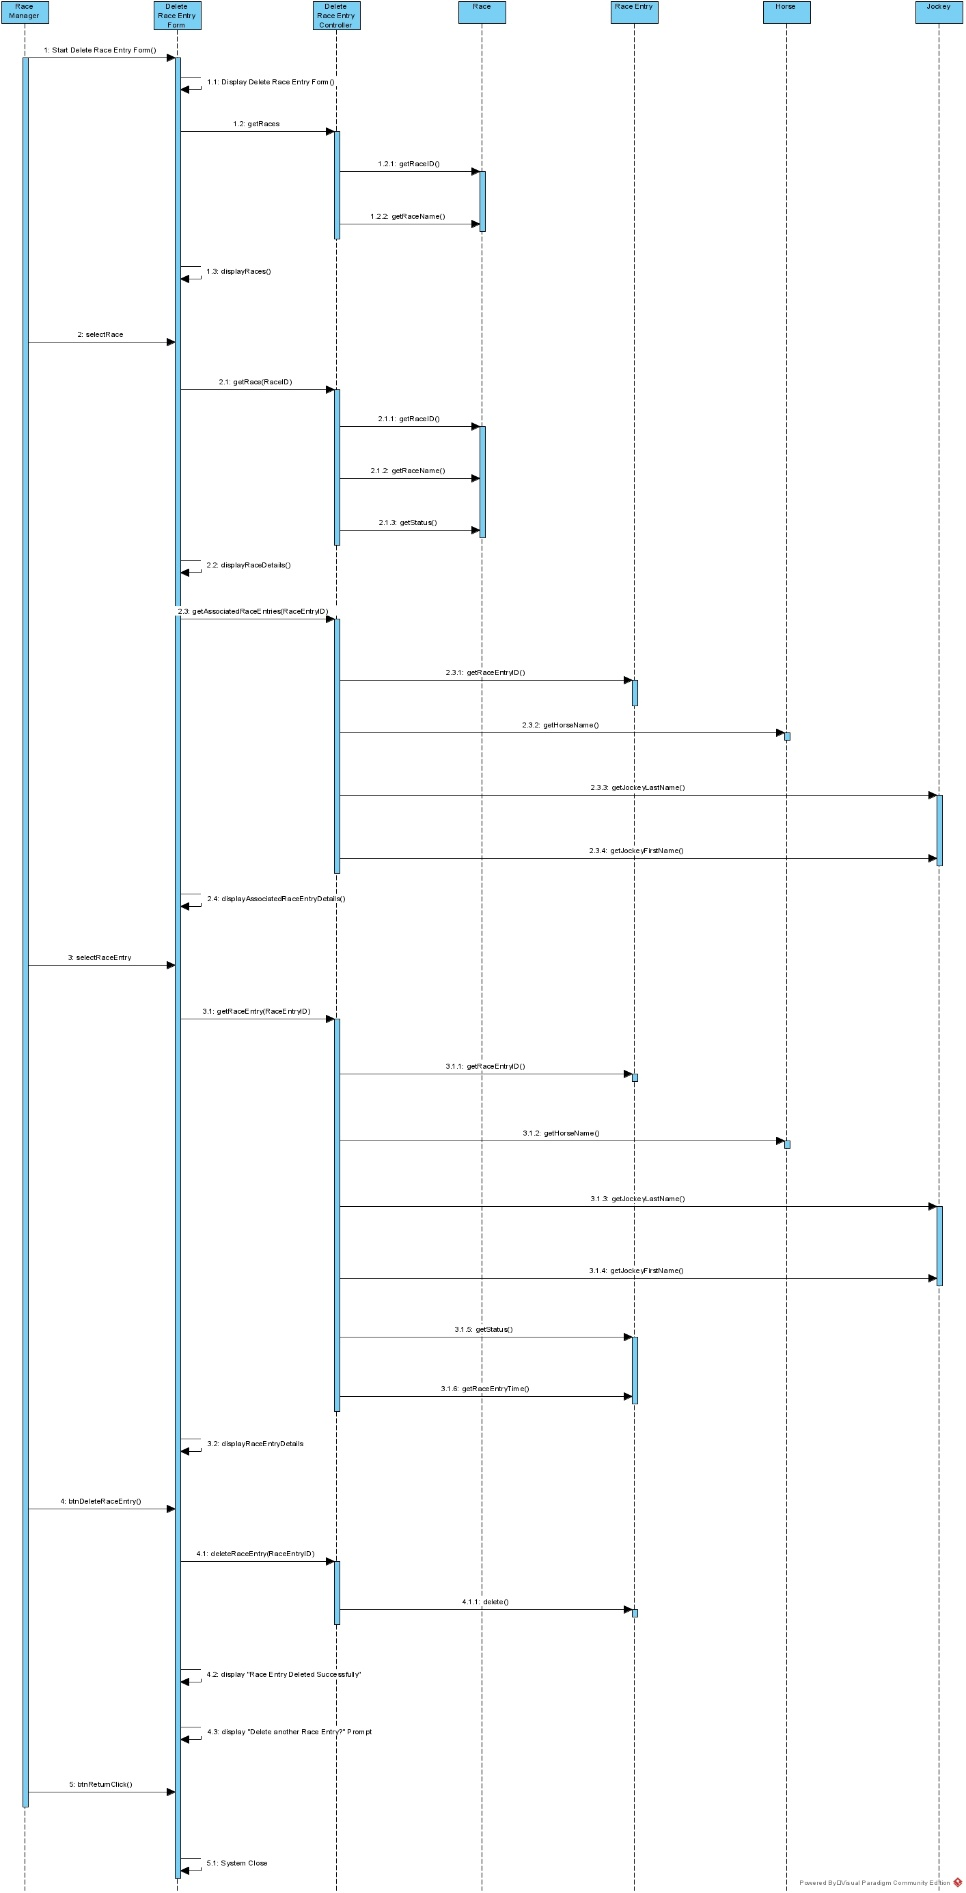 Race
Manager
Delete
Race Entry
Form
Delete
Race Entry
Controller
Race
Race Entry
Horse
Jockey
1: Start Delete Race Entry Form()
1.1: Display Delete Race Entry Form()
1.2: getRaces
1.2.1: getRaceID()
1.2.2: getRaceName()
1.3: displayRaces()
2: selectRace
2.1: getRace(RaceID)
2.1.1: getRaceID()
2.1.2: getRaceName()
2.1.3: getStatus()
2.2: displayRaceDetails()
2.3: getAssociatedRaceEntries(RaceEntryID)
2.3.1: getRaceEntryID()
2.3.2: getHorseName()
2.3.3: getJockeyLastName()
2.3.4: getJockeyFirstName()
2.4: displayAssociatedRaceEntryDetails()
3: selectRaceEntry
3.1: getRaceEntry(RaceEntryID)
3.1.1: getRaceEntryID()
3.1.2: getHorseName()
3.1.3: getJockeyLastName()
3.1.4: getJockeyFirstName()
3.1.5: getStatus()
3.1.6: getRaceEntryTime()
3.2: displayRaceEntryDetails
4: btnDeleteRaceEntry()
4.1: deleteRaceEntry(RaceEntryID)
4.1.1: delete()
4.2: display "Race Entry Deleted Successfully"
4.3: display "Delete another Race Entry?" Prompt
5: btnReturnClick()
5.1: System Close
Powered By Visual Paradigm Community Edition